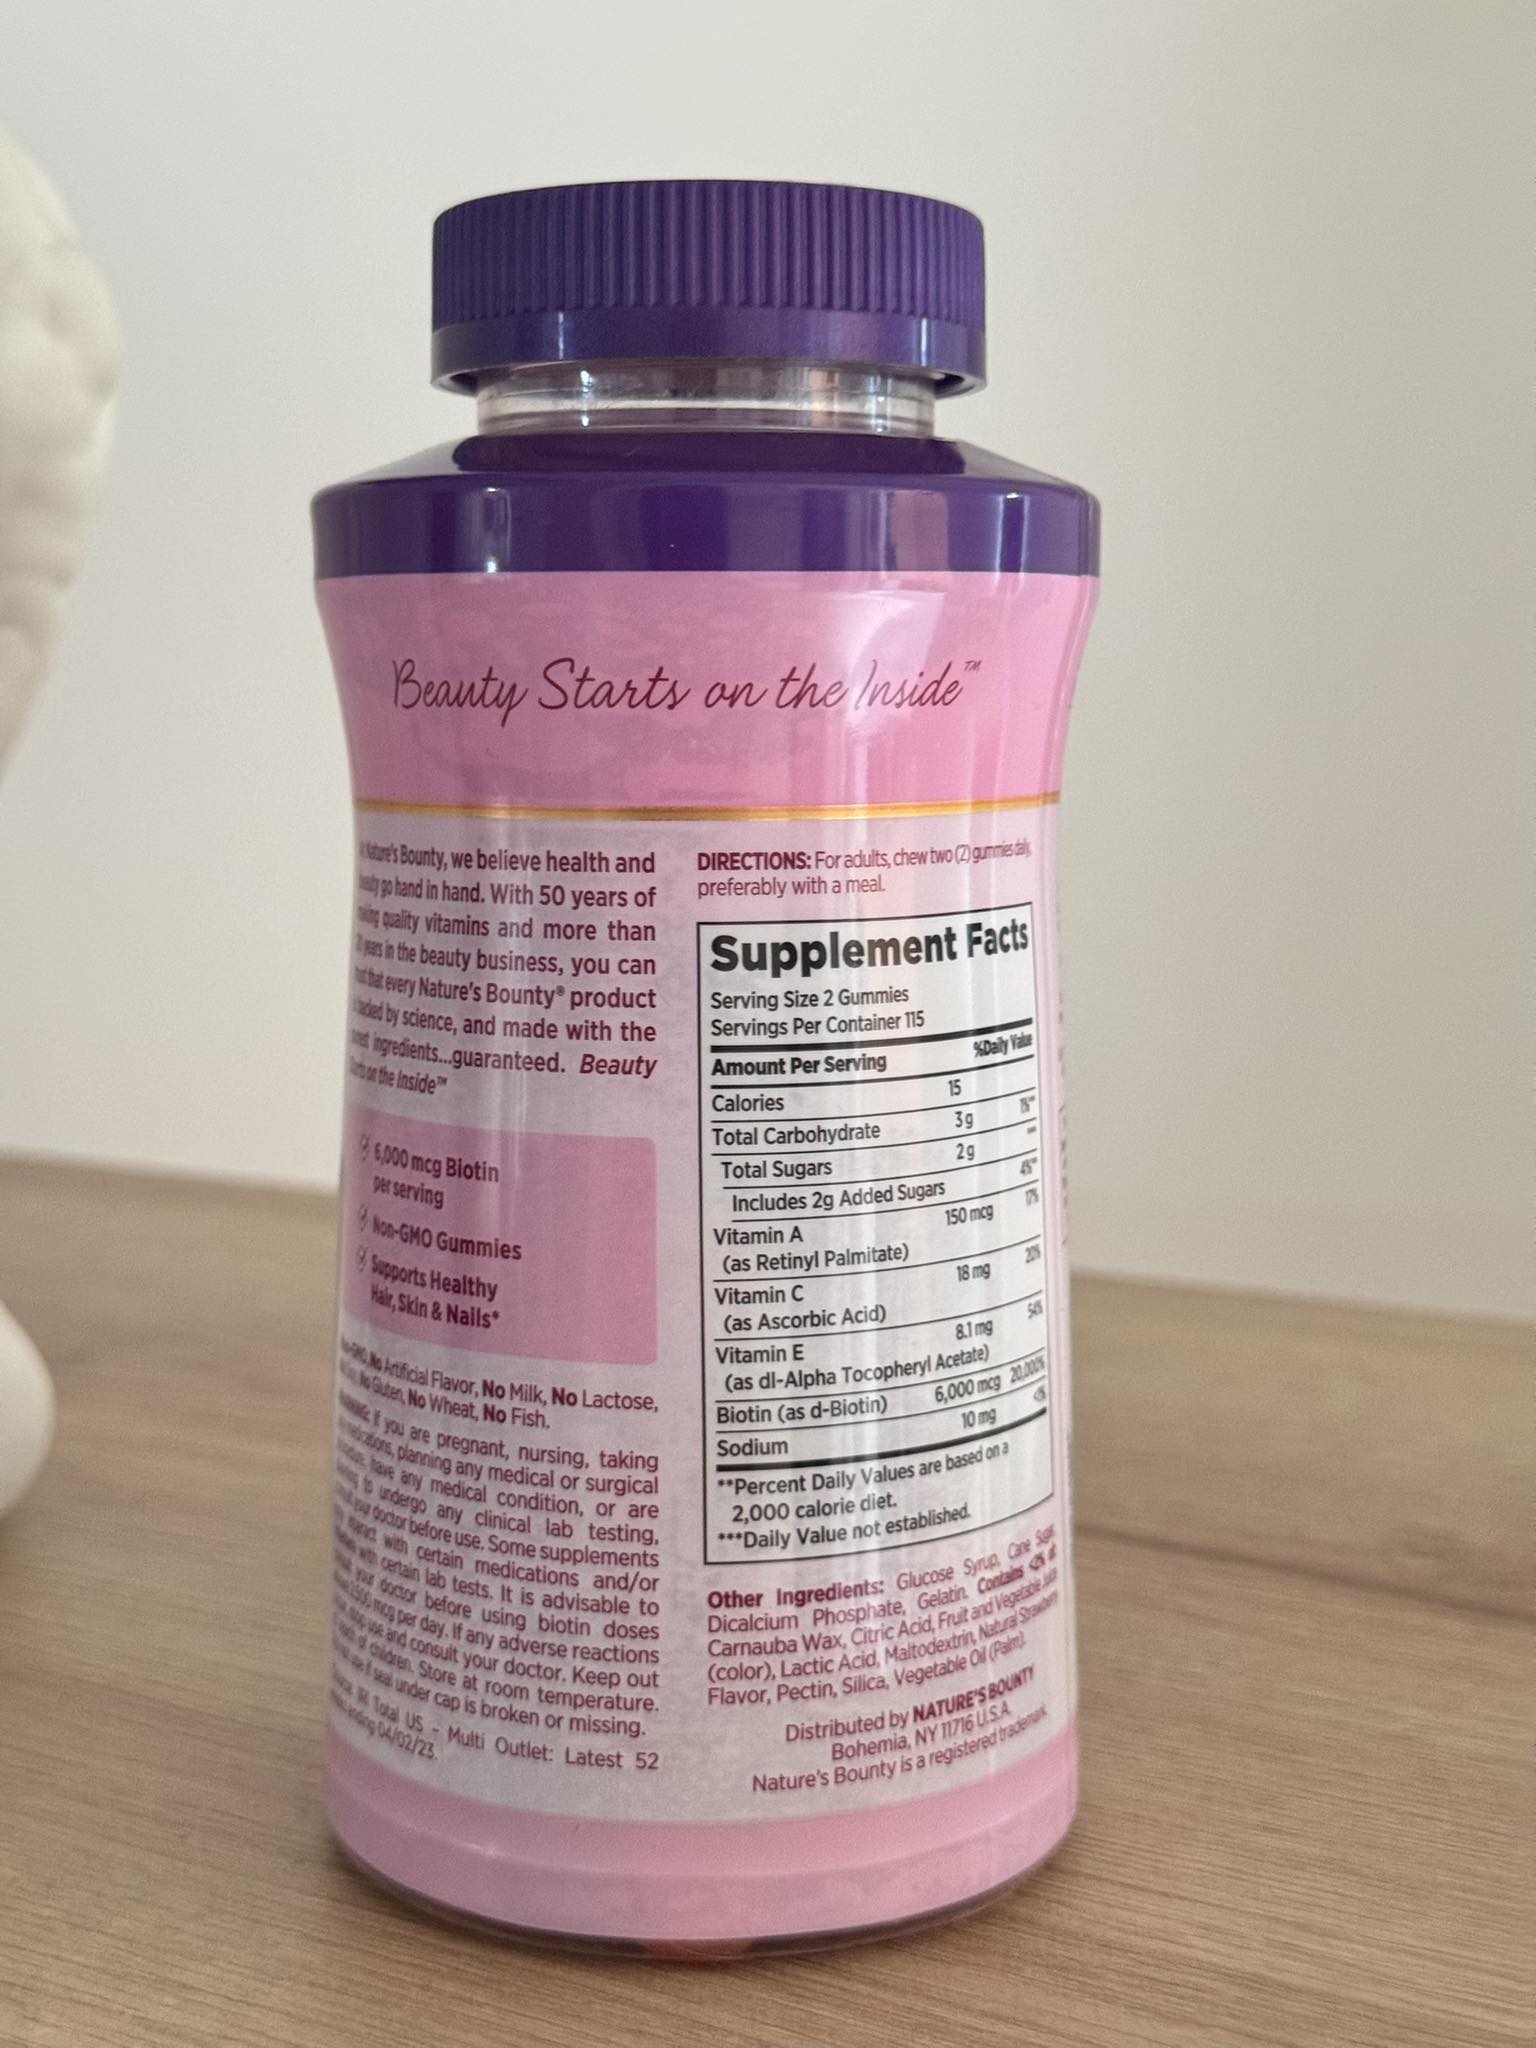 Beauty Starts on the Inside™
Nature's Bounty, we believe health and
go hand in hand. With 50 years of
quality vitamins and more than
years in the beauty business, you can
that every Nature's Bounty® product
backed by science, and made with the
ingredients...guaranteed. Beauty
on the Inside™
6,000 mcg Biotin
per serving
Non-GMO Gummies
Supports Healthy
Hair, Skin & Nails*
No Artificial Flavor, No Milk, No Lactose,
No Gluten, No Wheat, No Fish.
If you are pregnant, nursing, taking
medications, planning any medical or surgical
have any medical condition, or are
to undergo any clinical lab testing,
your doctor before use. Some supplements
interact with certain medications and/or
with certain lab tests. It is advisable to
your doctor before using biotin doses
2,500 mcg per day. If any adverse reactions
use and consult your doctor. Keep out
of children. Store at room temperature.
if seal under cap is broken or missing.
Total US - Multi Outlet: Latest 52
ending 04/02/23.
DIRECTIONS: For adults, chew two (2) gummies daily,
preferably with a meal.
Supplement Facts
Serving Size 2 Gummies
Servings Per Container 115
Amount Per Serving %Daily Value
Calories 15
Total Carbohydrate 3 g 1%**
Total Sugars 2 g ***
Includes 2g Added Sugars 4%**
Vitamin A 150 mcg 17%
(as Retinyl Palmitate)
Vitamin C 18 mg 20%
(as Ascorbic Acid)
Vitamin E 8.1 mg 54%
(as dl-Alpha Tocopheryl Acetate)
Biotin (as d-Biotin) 6,000 mcg 20,000%
Sodium 10 mg <1%
**Percent Daily Values are based on a
2,000 calorie diet.
***Daily Value not established.
Other Ingredients: Glucose Syrup, Cane Sugar,
Dicalcium Phosphate, Gelatin. Contains <2% of:
Carnauba Wax, Citric Acid, Fruit and Vegetable Juice
(color), Lactic Acid, Maltodextrin, Natural Strawberry
Flavor, Pectin, Silica, Vegetable Oil (Palm).
Distributed by NATURE'S BOUNTY
Bohemia, NY 11716 U.S.A.
Nature's Bounty is a registered trademark.